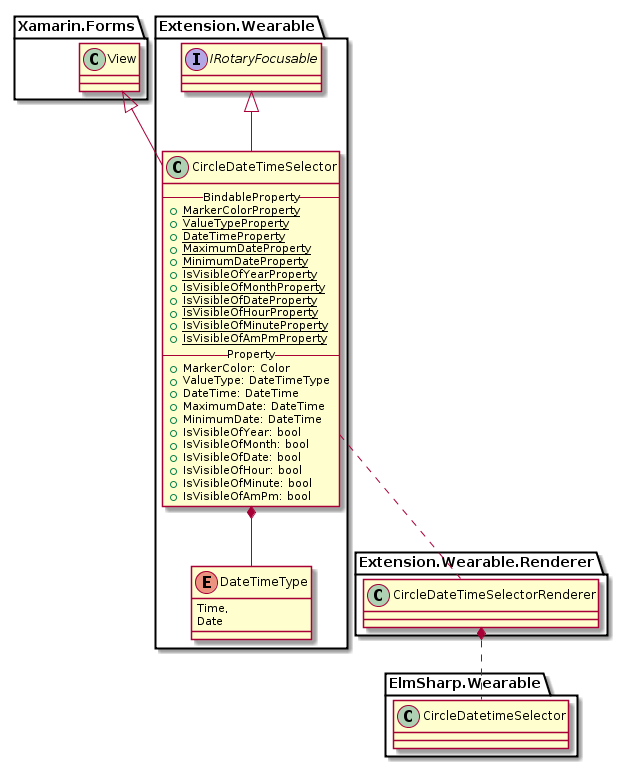 Xamarin.Forms
C View
Extension.Wearable
I IRotaryFocusable
C CircleDateTimeSelector
BindableProperty
MarkerColorProperty
ValueTypeProperty
DateTimeProperty
MaximumDateProperty
MinimumDateProperty
IsVisibleOfYearProperty
IsVisibleOfMonthProperty
IsVisibleOfDateProperty
IsVisibleOfHourProperty
IsVisibleOfMinuteProperty
IsVisibleOfAmPmProperty
Property
MarkerColor: Color
ValueType: DateTimeType
DateTime: DateTime
MaximumDate: DateTime
MinimumDate: DateTime
IsVisibleOfYear: bool
IsVisibleOfMonth: bool
IsVisibleOfDate: bool
IsVisibleOfHour: bool
IsVisibleOfMinute: bool
IsVisibleOfAmPm: bool
E DateTimeType
Time,
Date
Extension.Wearable.Renderer
C CircleDateTimeSelectorRenderer
ElmSharp.Wearable
C CircleDatetimeSelector